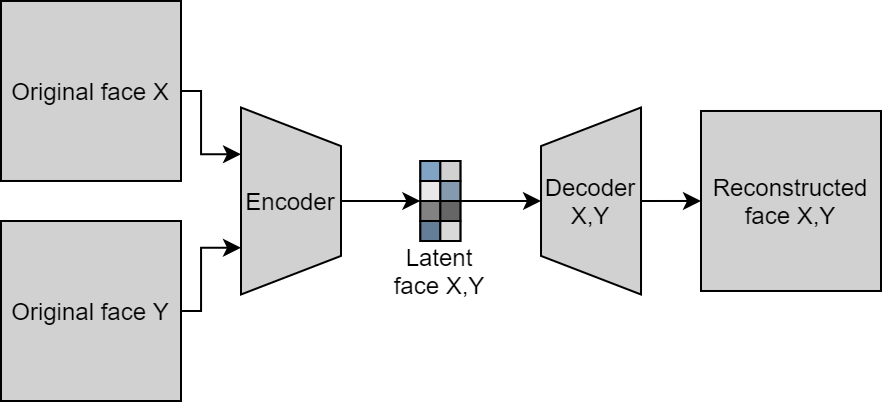 Original face X
Original face Y
Encoder
Latent
face X,Y
Decoder
X,Y
Reconstructed
face X,Y